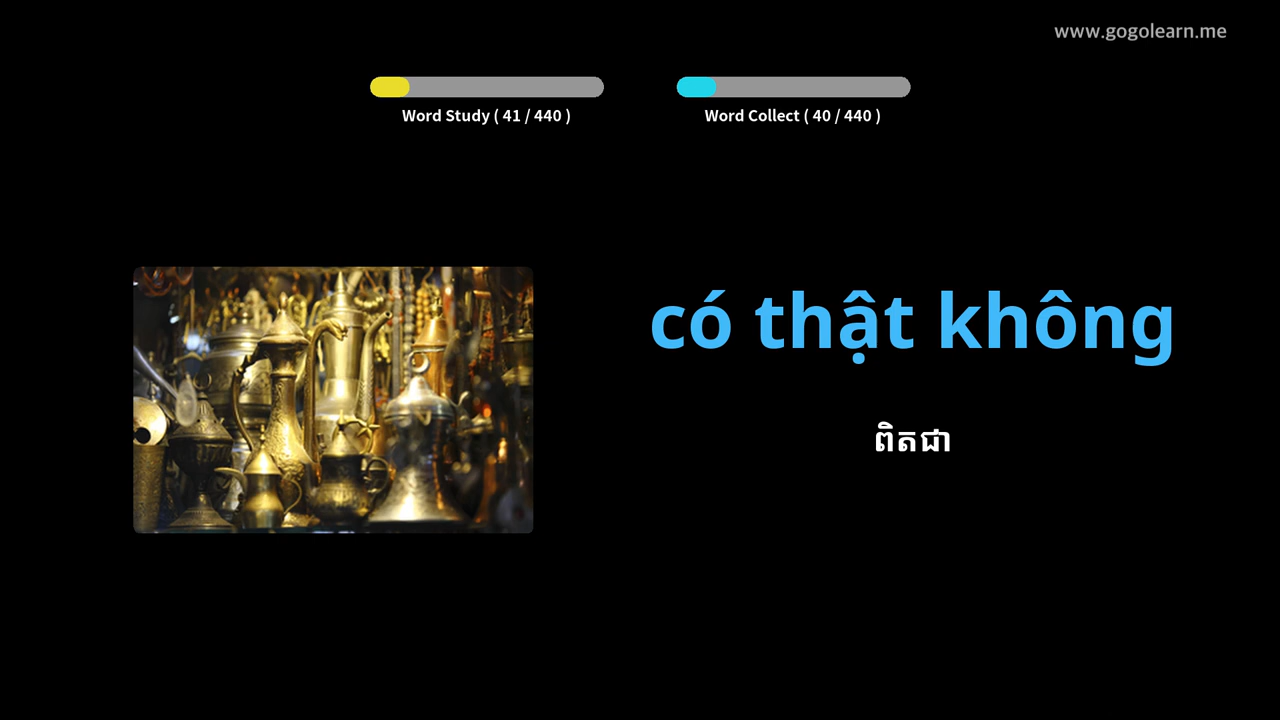 www.gogolearn.me
Word Study ( 41 / 440 )
Word Collect ( 40 / 440 )
có thật không
ពិតជា